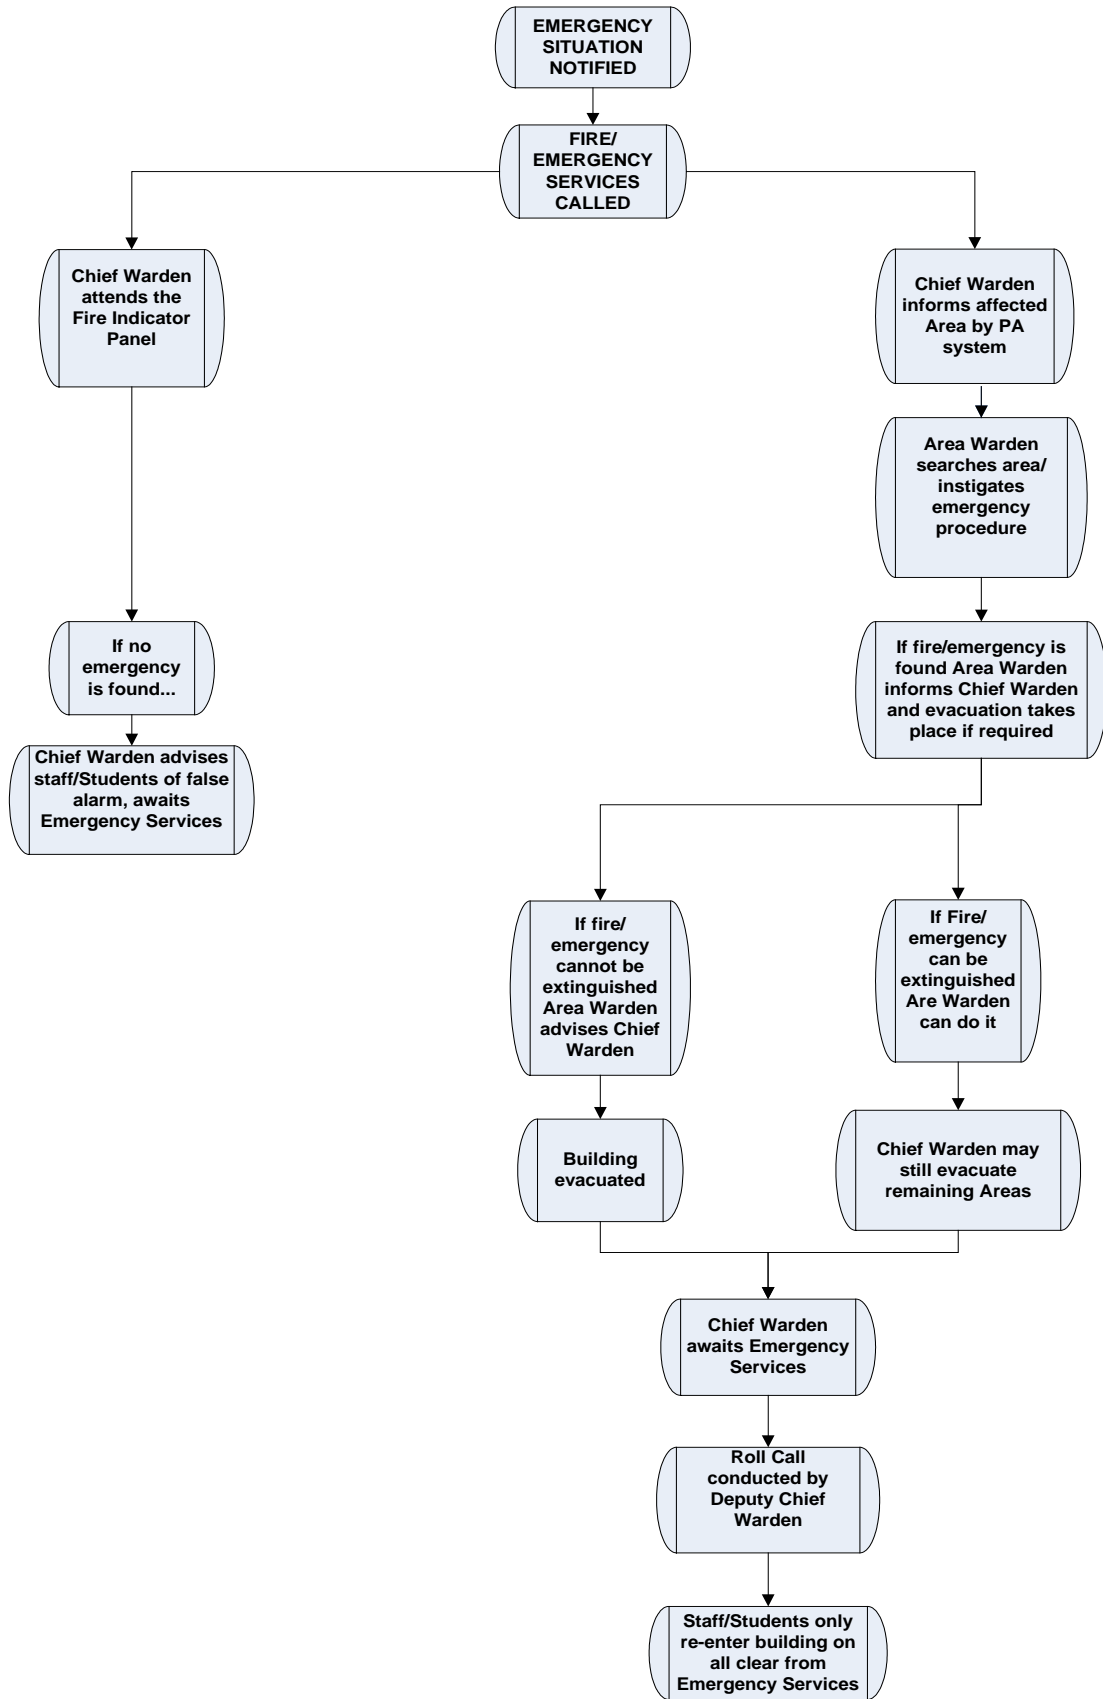 EMERGENCY
SITUATION
NOTIFIED
FIRE/
EMERGENCY
SERVICES
CALLED
Chief Warden
attends the
Fire Indicator
Panel
If no
emergency
is found...
Chief Warden advises
staff/Students of false
alarm, awaits
Emergency Services
Chief Warden
informs affected
Area by PA
system
Area Warden
searches area/
instigates
emergency
procedure
If fire/emergency is
found Area Warden
informs Chief Warden
and evacuation takes
place if required
If fire/
emergency
cannot be
extinguished
Area Warden
advises Chief
Warden
Building
evacuated
If Fire/
emergency
can be
extinguished
Are Warden
can do it
Chief Warden may
still evacuate
remaining Areas
Chief Warden
awaits Emergency
Services
Roll Call
conducted by
Deputy Chief
Warden
Staff/Students only
re-enter building on
all clear from
Emergency Services